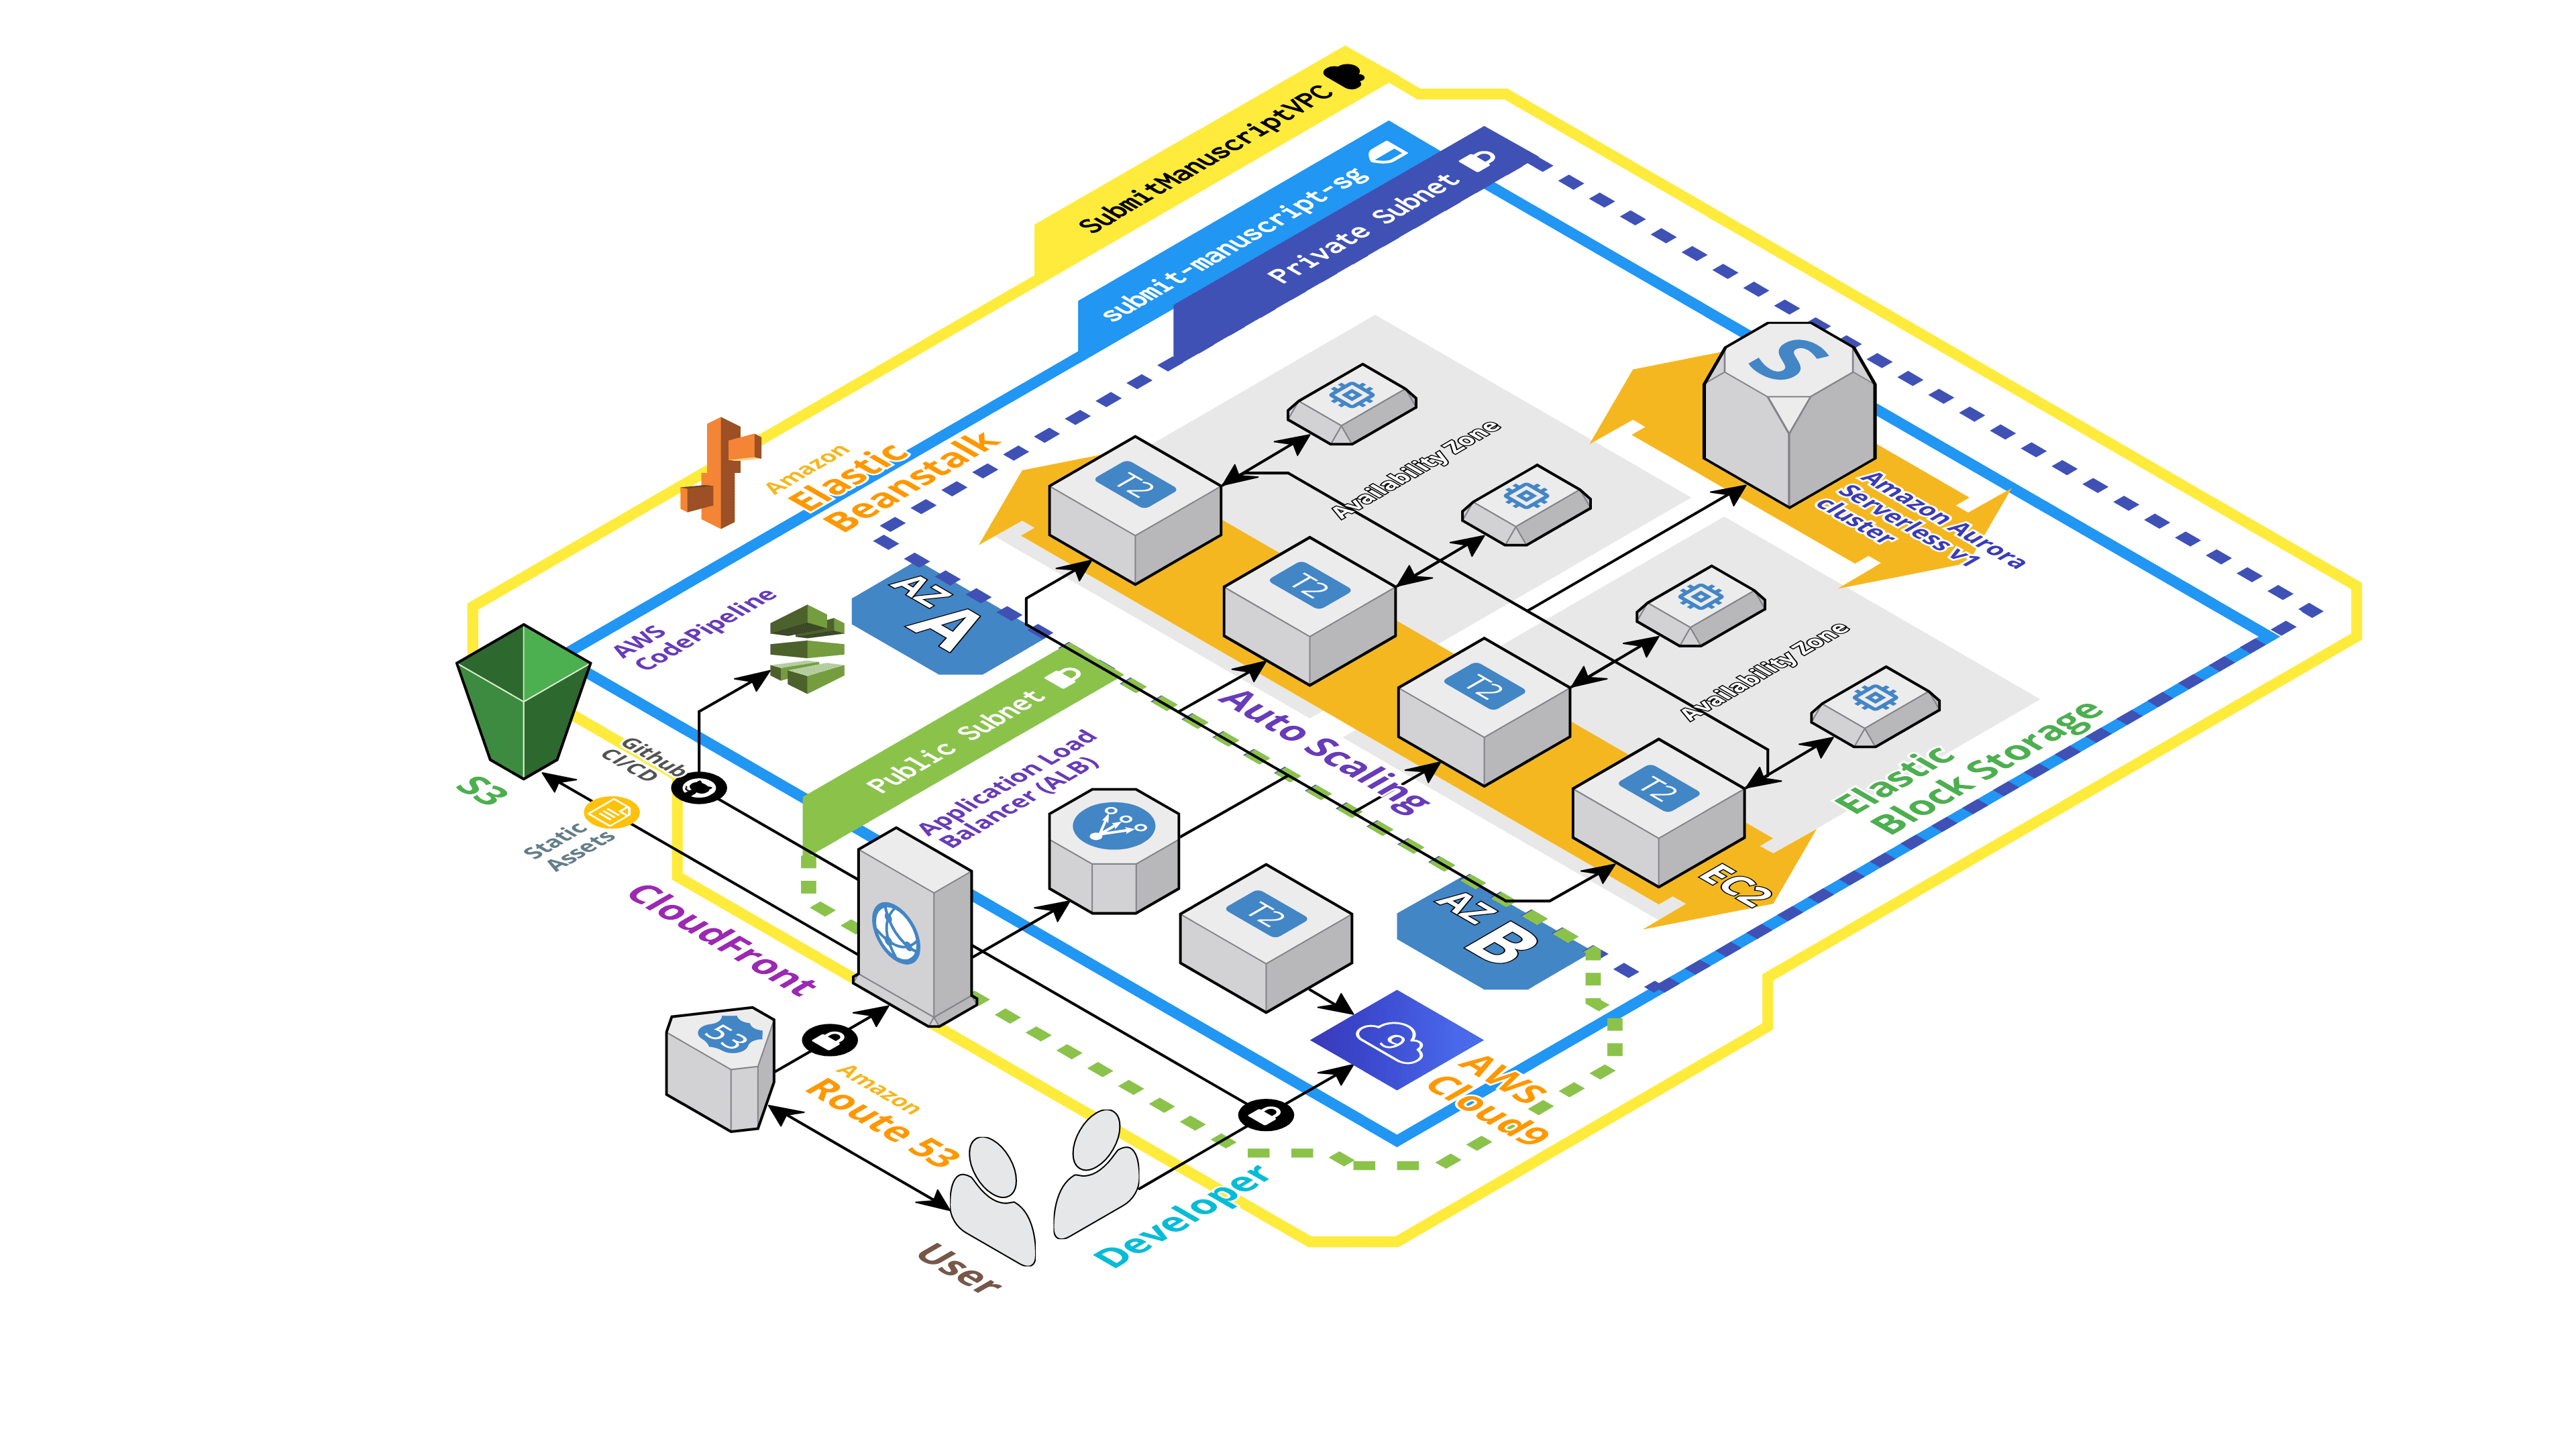 SubmitManuscriptVPC
submit-manuscript-sg
Private Subnet
S
Amazon
Elastic
Beanstalk
T2
Availability Zone
Amazon Aurora
Serverless v1
cluster
AWS
CodePipeline
AZ
A
T2
T2
Availability Zone
Public Subnet
Auto Scaling
Application Load
Balancer (ALB)
T2
Elastic
Block Storage
Github
CI/CD
S3
Static
Assets
CloudFront
T2
AZ
B
EC2
53
Amazon
Route 53
9
AWS
Cloud9
User
Developer